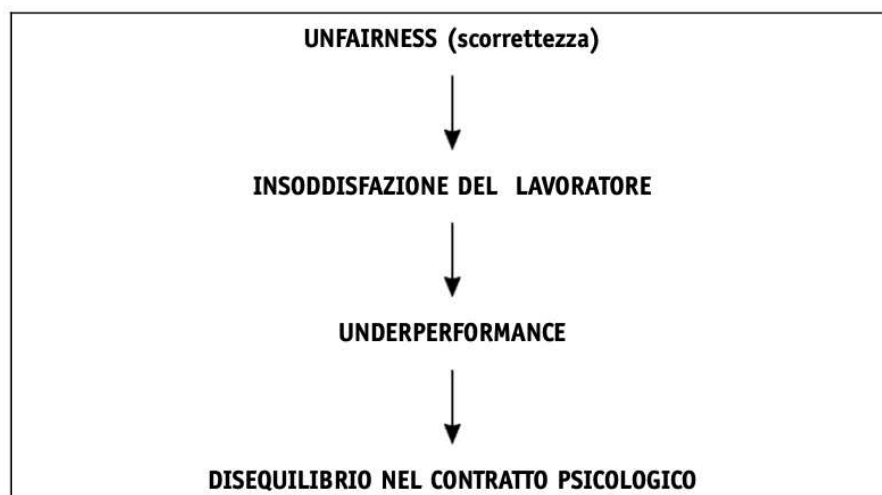 UNFAIRNESS (scorrettezza)
INSODDISFAZIONE DEL LAVORATORE
UNDERPERFORMANCE
DISEQUILIBRIO NEL CONTRATTO PSICOLOGICO